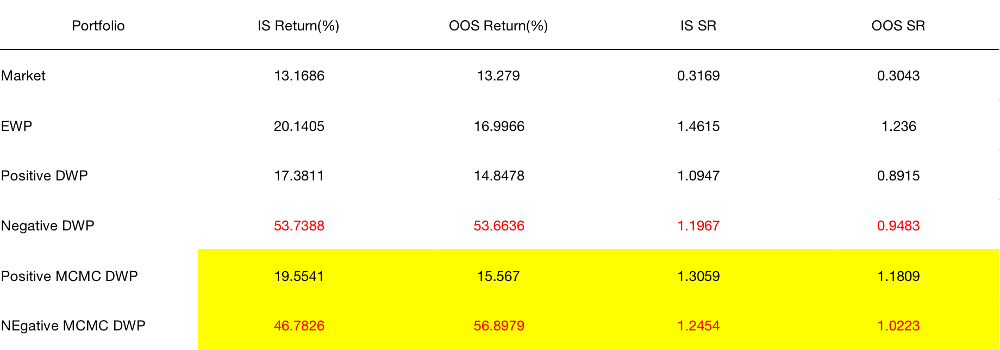 Portfolio IS Return(%) OOS Return(%) IS SR OOS SR
Market 13.1686 13.279 0.3169 0.3043
EWP 20.1405 16.9966 1.4615 1.236
Positive DWP 17.3811 14.8478 1.0947 0.8915
Negative DWP 53.7388 53.6636 1.1967 0.9483
Positive MCMC DWP 19.5541 15.567 1.3059 1.1809
NEgative MCMC DWP 46.7826 56.8979 1.2454 1.0223